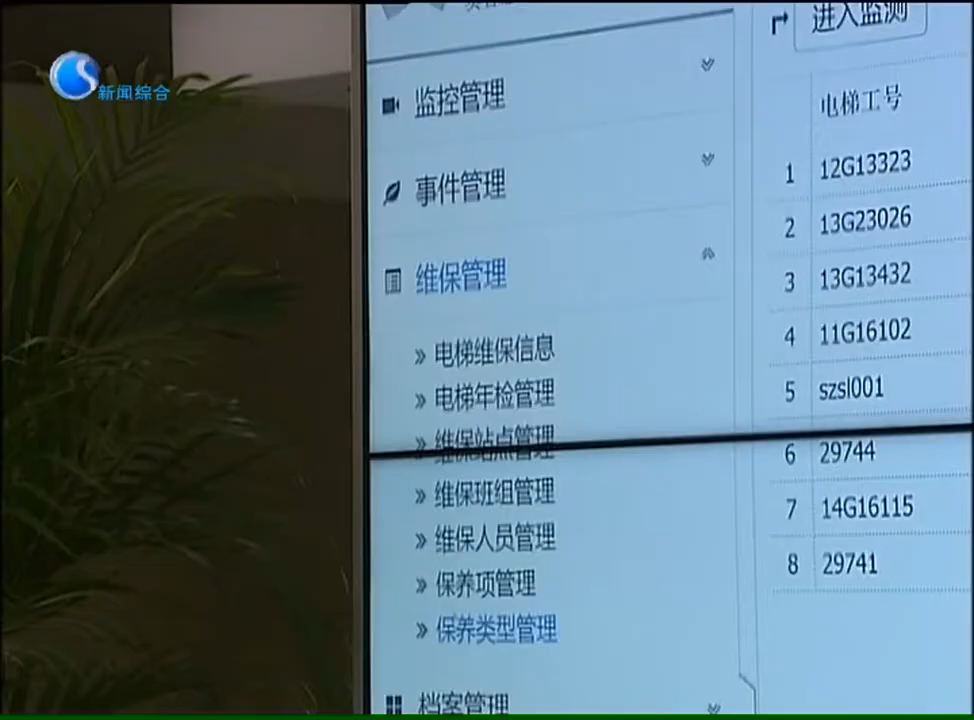 新闻综合
进入监测
监控管理
事件管理
维保管理
电梯维保信息
电梯年检管理
维保站点管理
维保班组管理
维保人员管理
保养项管理
保养类型管理
档案管理
电梯工号
1 12G13323
2 13G23026
3 13G13432
4 11G16102
5 szsl001
6 29744
7 14G16115
8 29741